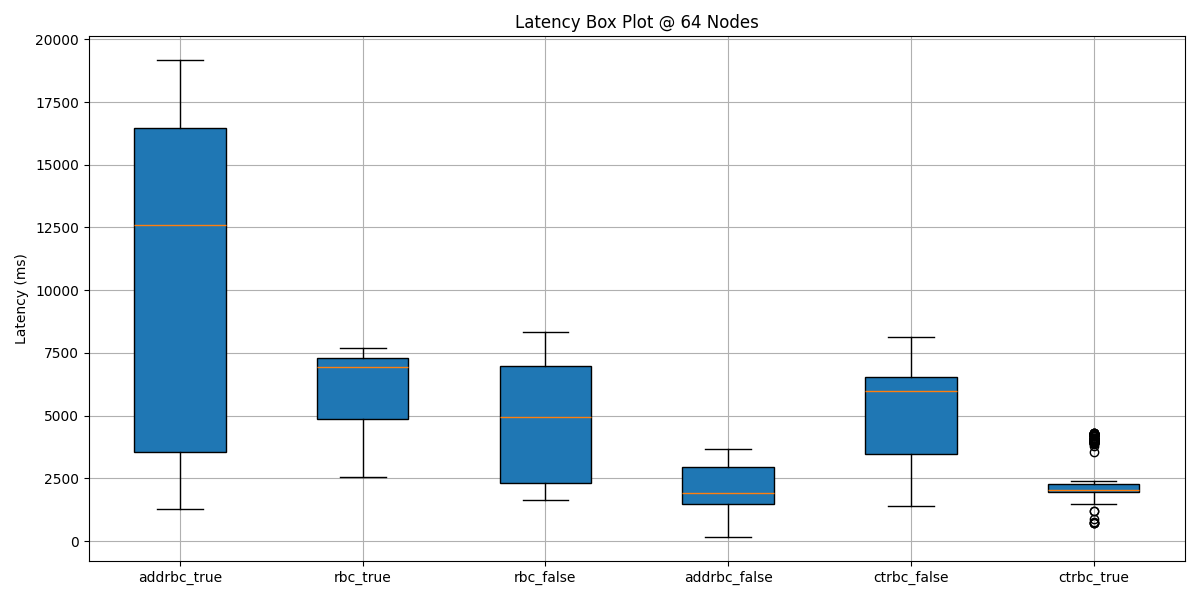 Latency Box Plot @ 64 Nodes
20000
17500
15000
12500
10000
7500
5000
2500
0
Latency (ms)
addrbc_true
rbc_true
rbc_false
addrbc_false
ctrbc_false
ctrbc_true